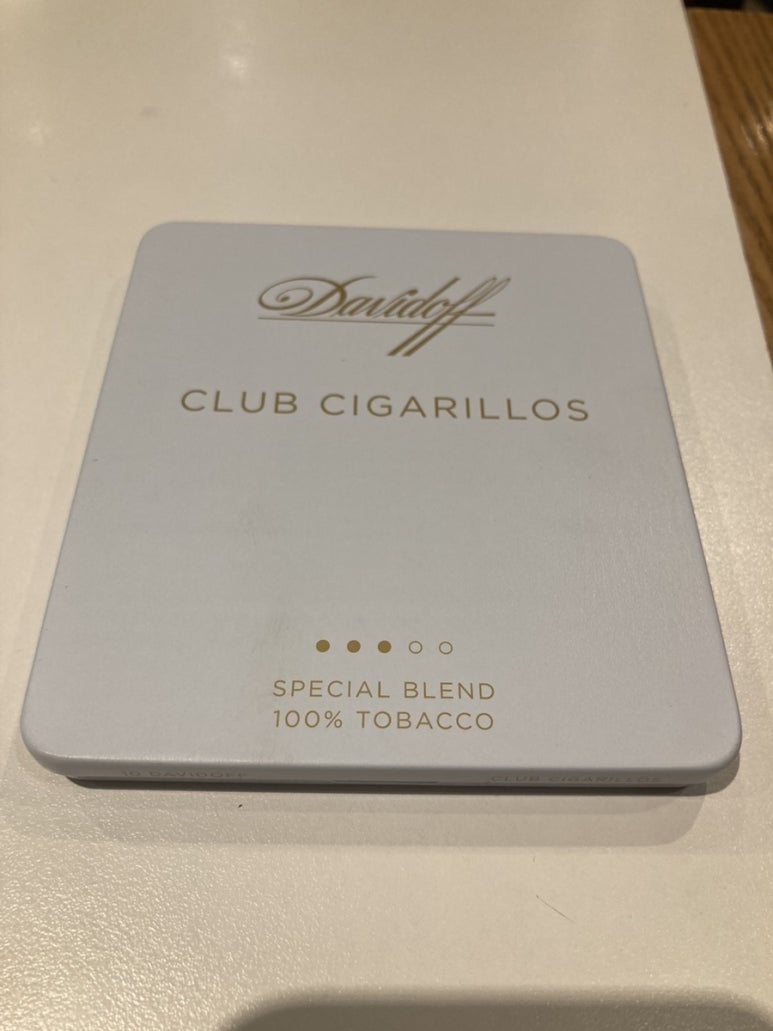 Davidoff
CLUB CIGARILLOS
SPECIAL BLEND
100% TOBACCO
10 DAVIDOFF CLUB CIGARILLOS